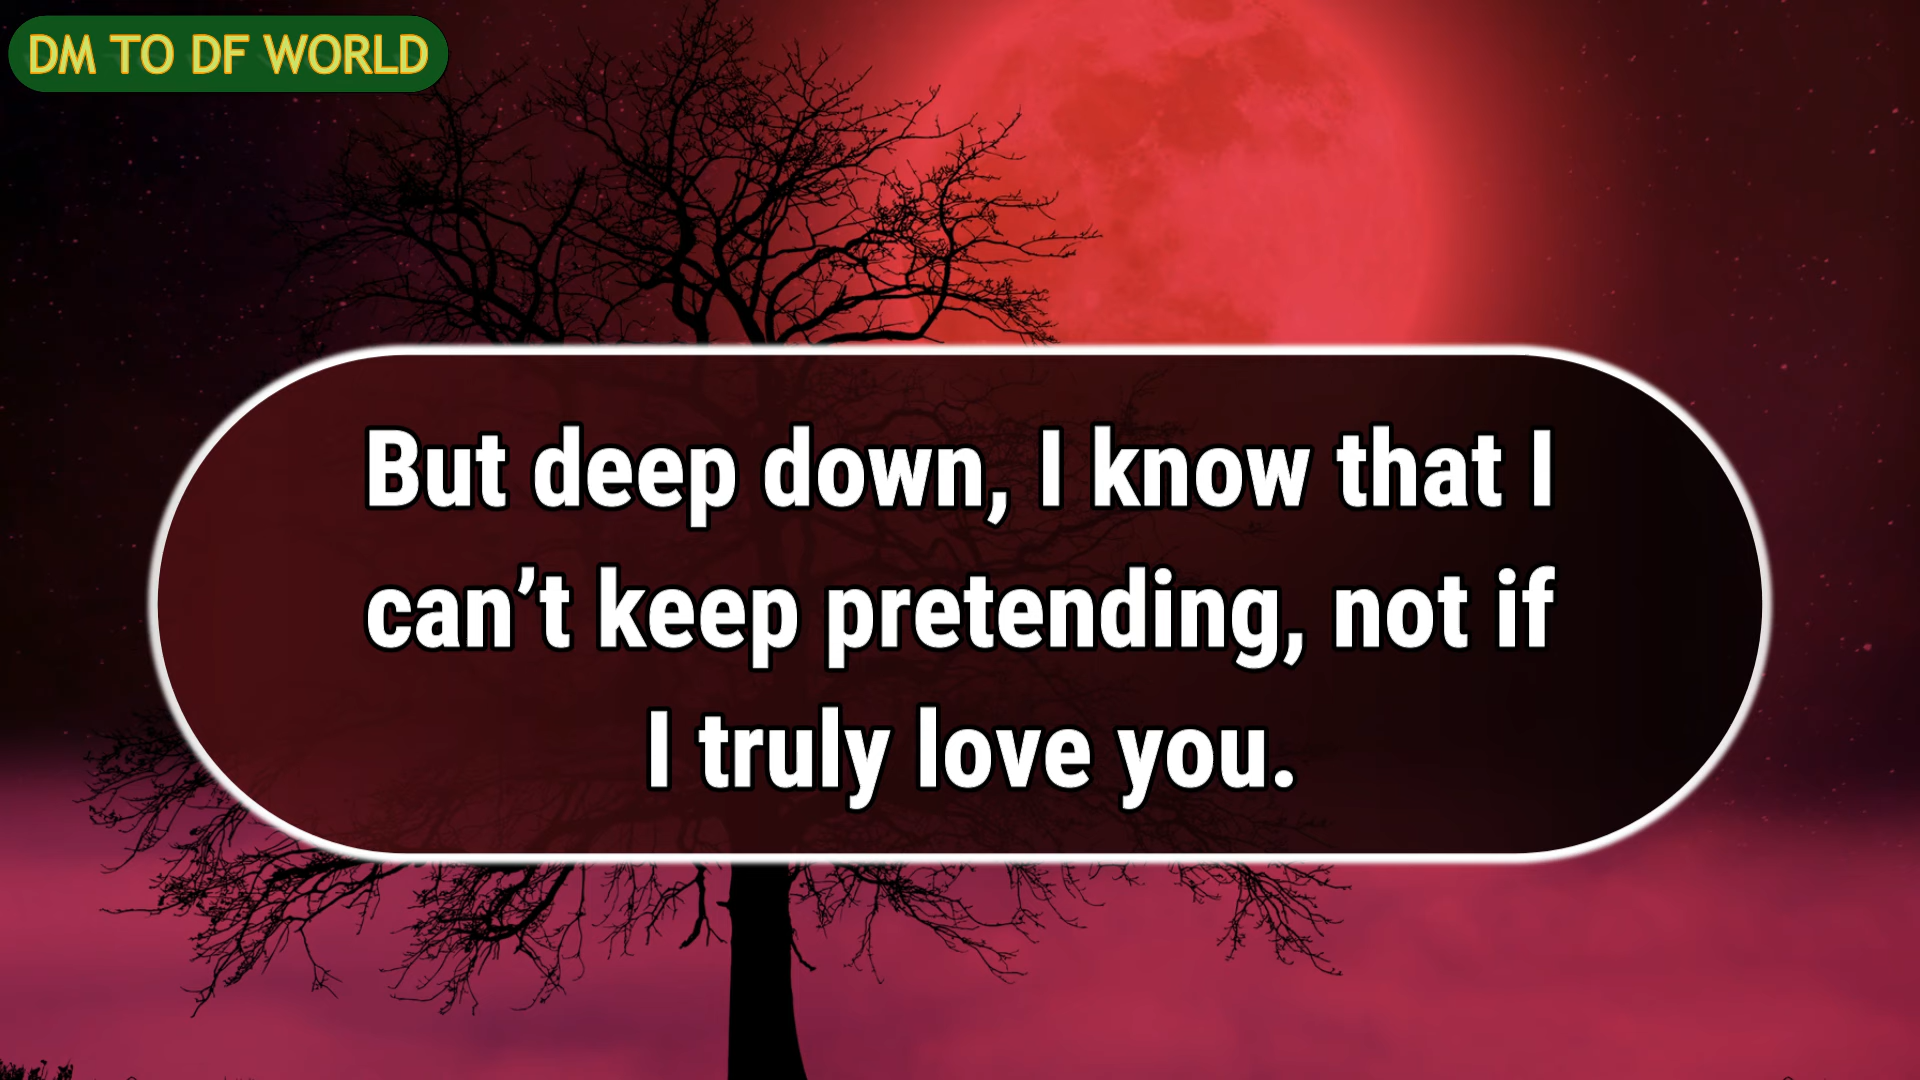 DM TO DF WORLD
But deep down, I know that I
can’t keep pretending, not if
I truly love you.